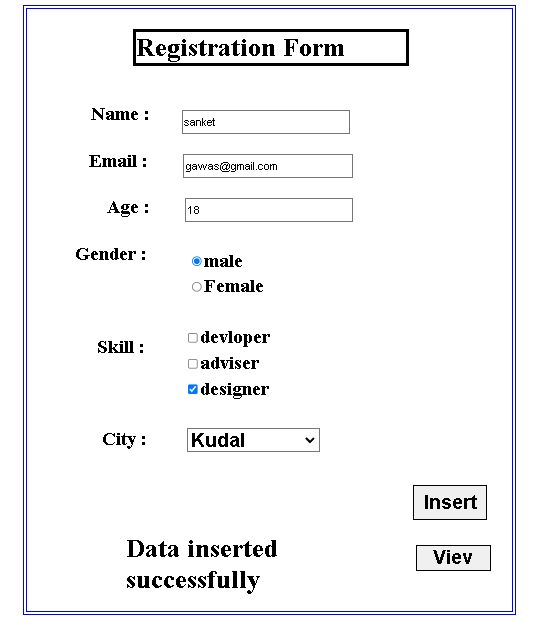 Registration Form
Name :
sanket
Email :
gawas@gmail.com
Age :
18
Gender :
male
Female
Skill :
devloper
adviser
designer
City :
Kudal
Insert
Data inserted
successfully
Viev